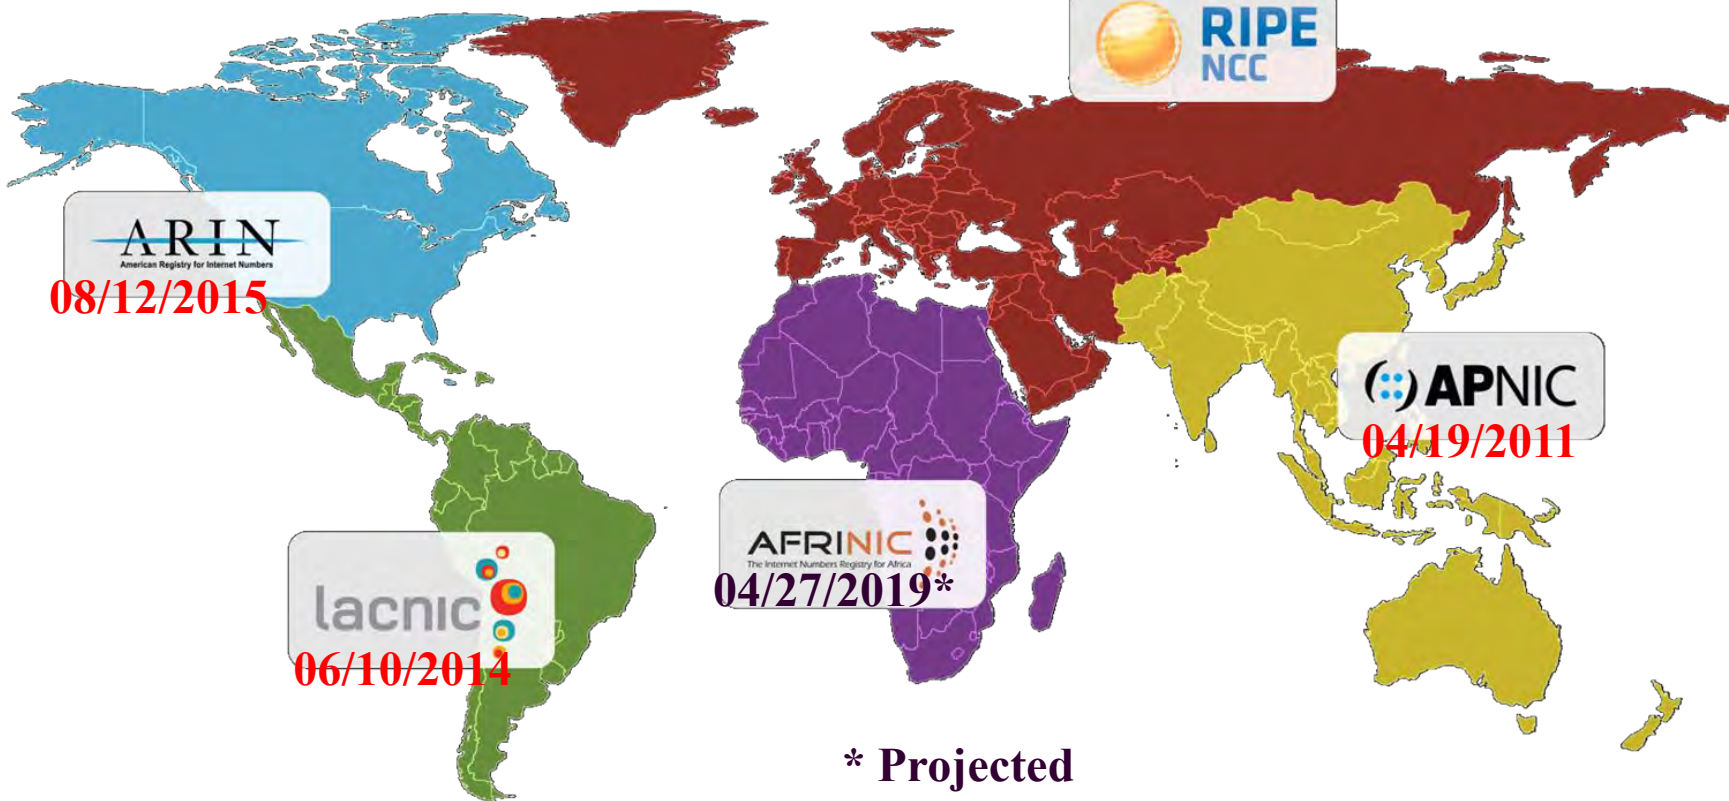 RIPE
NCC
ARIN
American Registry for Internet Numbers
08/12/2015
APNIC
04/19/2011
AFRINIC
The Internet Numbers Registry for Africa
04/27/2019*
lacnic
06/10/2014
* Projected